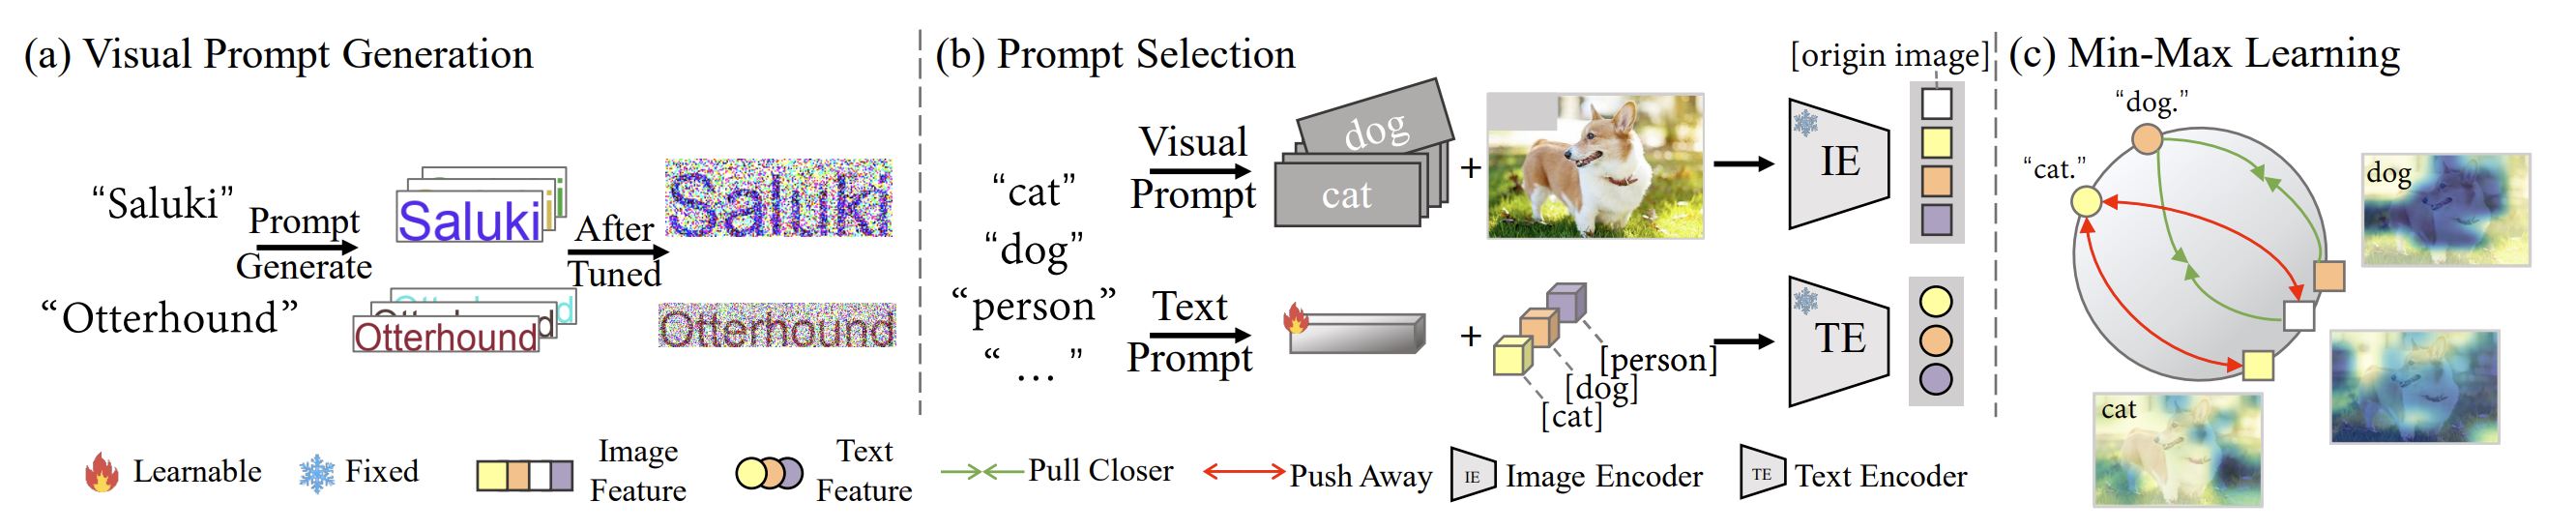 (a) Visual Prompt Generation
“Saluki”
“Otterhound”
Prompt
Generate
Saluki
Otterhound
After
Tuned
Saluki
Otterhound
(b) Prompt Selection
“cat”
“dog”
“person”
“ … ”
Visual
Prompt
Text
Prompt
dog
cat
+
+
[cat]
[dog]
[person]
IE
TE
[origin image]
(c) Min-Max Learning
“dog.”
“cat.”
dog
cat
Learnable
Fixed
Image
Feature
Text
Feature
Pull Closer
Push Away
IE
Image Encoder
TE
Text Encoder